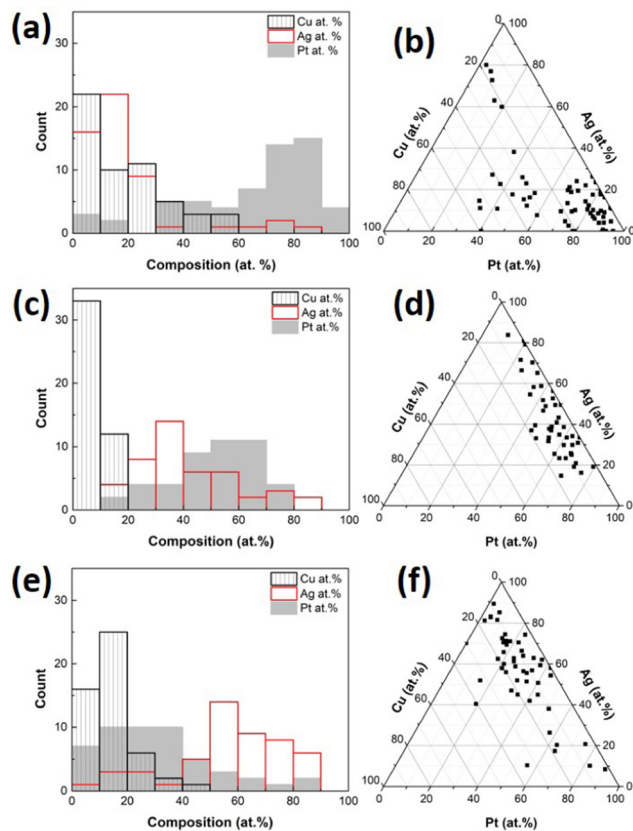 (a)
Cu at. %
Ag at. %
Pt at. %
Count
30
20
10
0
0 20 40 60 80 100
Composition (at. %)
(b)
0 100
20 80
40 60
60 40
80 20
100 0
0 20 40 60 80 100
Cu (at.%)
Ag (at.%)
Pt (at.%)
(c)
Cu at.%
Ag at.%
Pt at.%
Count
30
20
10
0
0 20 40 60 80 100
Composition (at.%)
(d)
0 100
20 80
40 60
60 40
80 20
100 0
0 20 40 60 80 100
Cu (at.%)
Ag (at.%)
Pt (at.%)
(e)
Cu at.%
Ag at.%
Pt at.%
Count
30
20
10
0
0 20 40 60 80 100
Composition (at.%)
(f)
0 100
20 80
40 60
60 40
80 20
100 0
0 20 40 60 80 100
Cu (at.%)
Ag (at.%)
Pt (at.%)